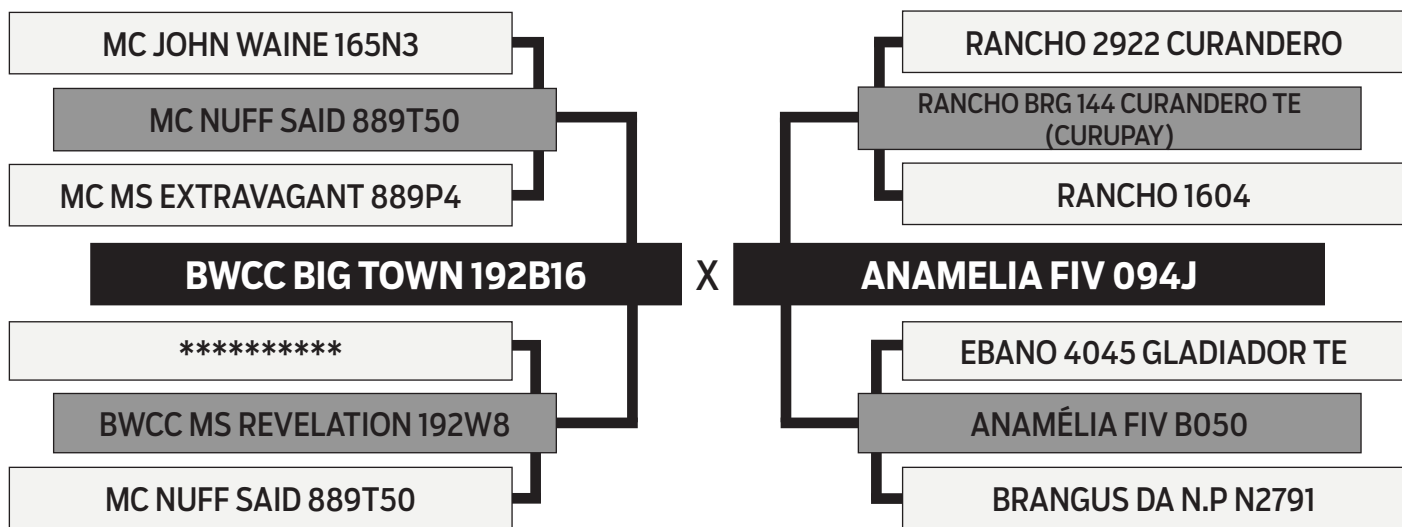 MC JOHN WAINE 165N3
MC NUFF SAID 889T50
MC MS EXTRAVAGANT 889P4
BWCC BIG TOWN 192B16
**********
BWCC MS REVELATION 192W8
MC NUFF SAID 889T50
X
RANCHO 2922 CURANDERO
RANCHO BRG 144 CURANDERO TE
(CURUPAY)
RANCHO 1604
ANAMELIA FIV 094J
EBANO 4045 GLADIADOR TE
ANAMÉLIA FIV B050
BRANGUS DA N.P N2791